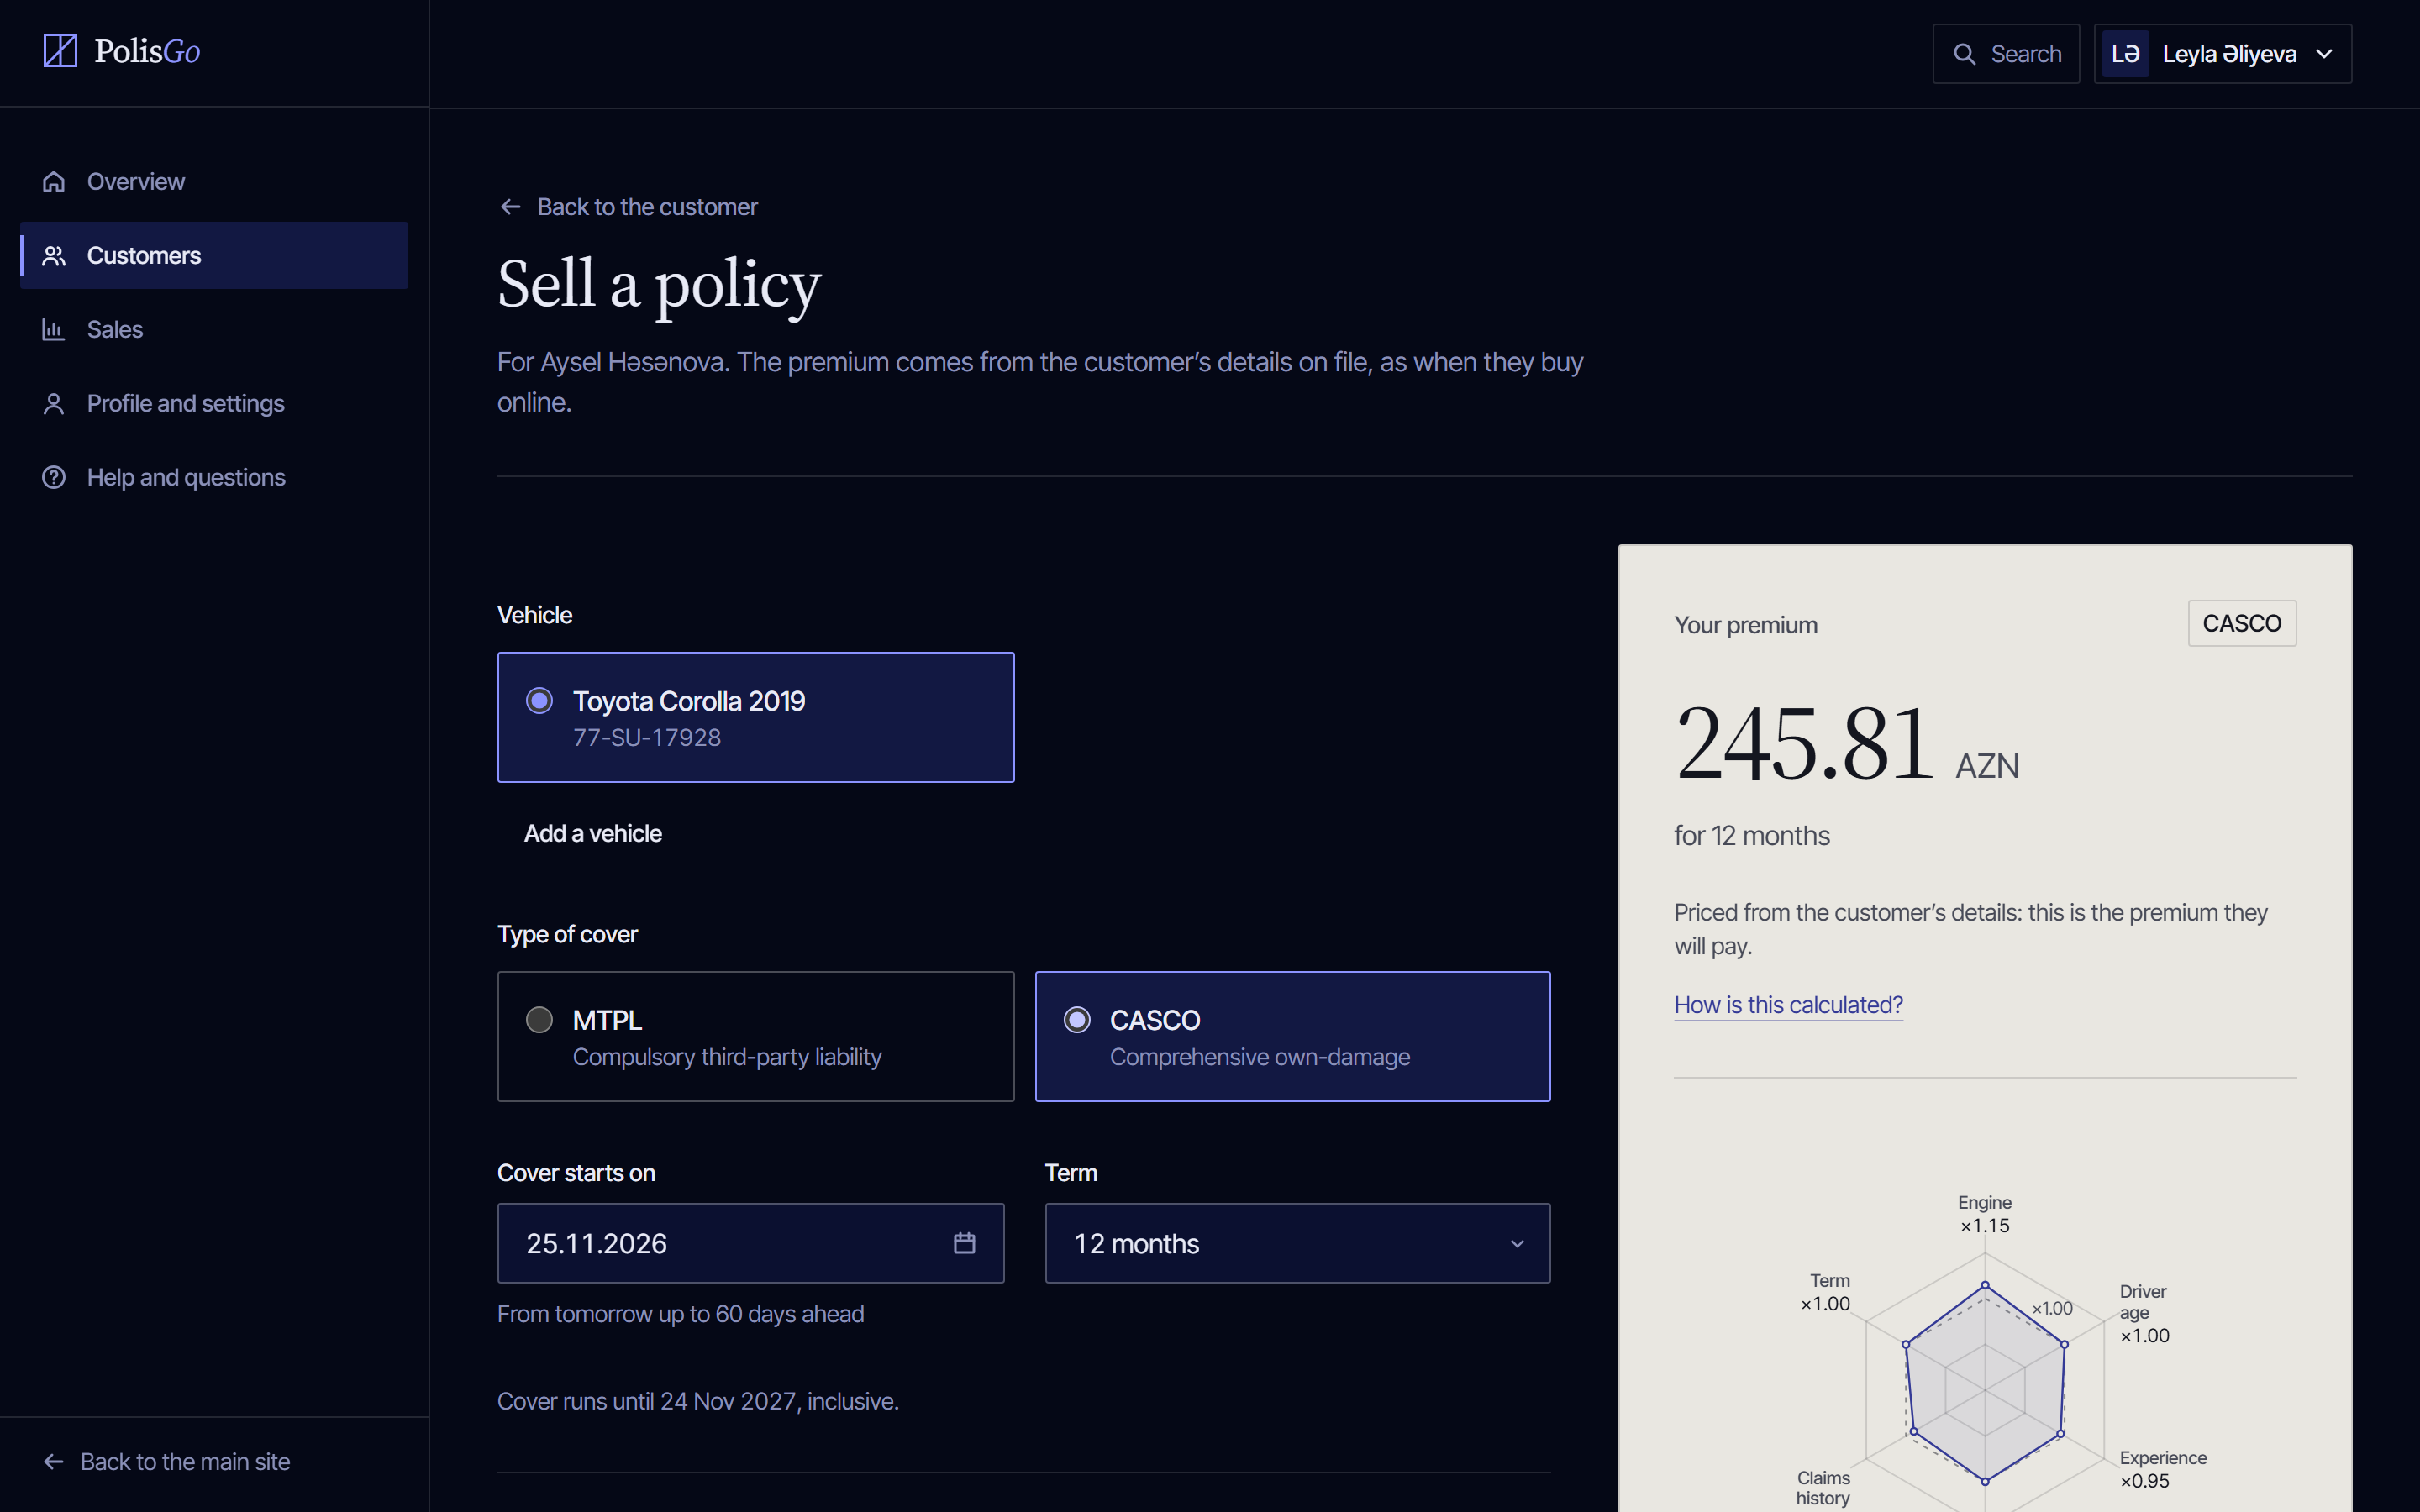 PolisGo
Search
LƏ
Leyla Əliyeva
Overview
Customers
Sales
Profile and settings
Help and questions
Back to the main site
Back to the customer
Sell a policy
For Aysel Həsənova. The premium comes from the customer’s details on file, as when they buy
online.
Vehicle
Toyota Corolla 2019
77-SU-17928
Add a vehicle
Type of cover
MTPL
Compulsory third-party liability
CASCO
Comprehensive own-damage
Cover starts on
25.11.2026
From tomorrow up to 60 days ahead
Term
12 months
Cover runs until 24 Nov 2027, inclusive.
Your premium
CASCO
245.81 AZN
for 12 months
Priced from the customer’s details: this is the premium they
will pay.
How is this calculated?
Engine
×1.15
Term
×1.00
×1.00
Driver
age
×1.00
Experience
×0.95
Claims
history